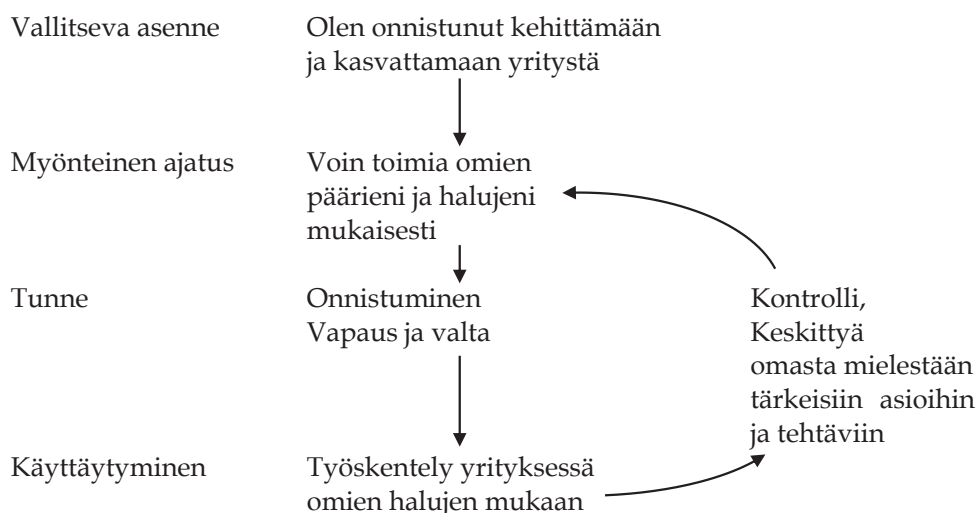 Vallitseva asenne
Olen onnistunut kehittämään
ja kasvattamaan yritystä
Myönteinen ajatus
Voin toimia omien
päärieni ja halujeni
mukaisesti
Tunne
Onnistuminen
Vapaus ja valta
Kontrolli,
Keskittyä
omasta mielestään
tärkeisiin asioihin
ja tehtäviin
Käyttäytyminen
Työskentely yrityksessä
omien halujen mukaan